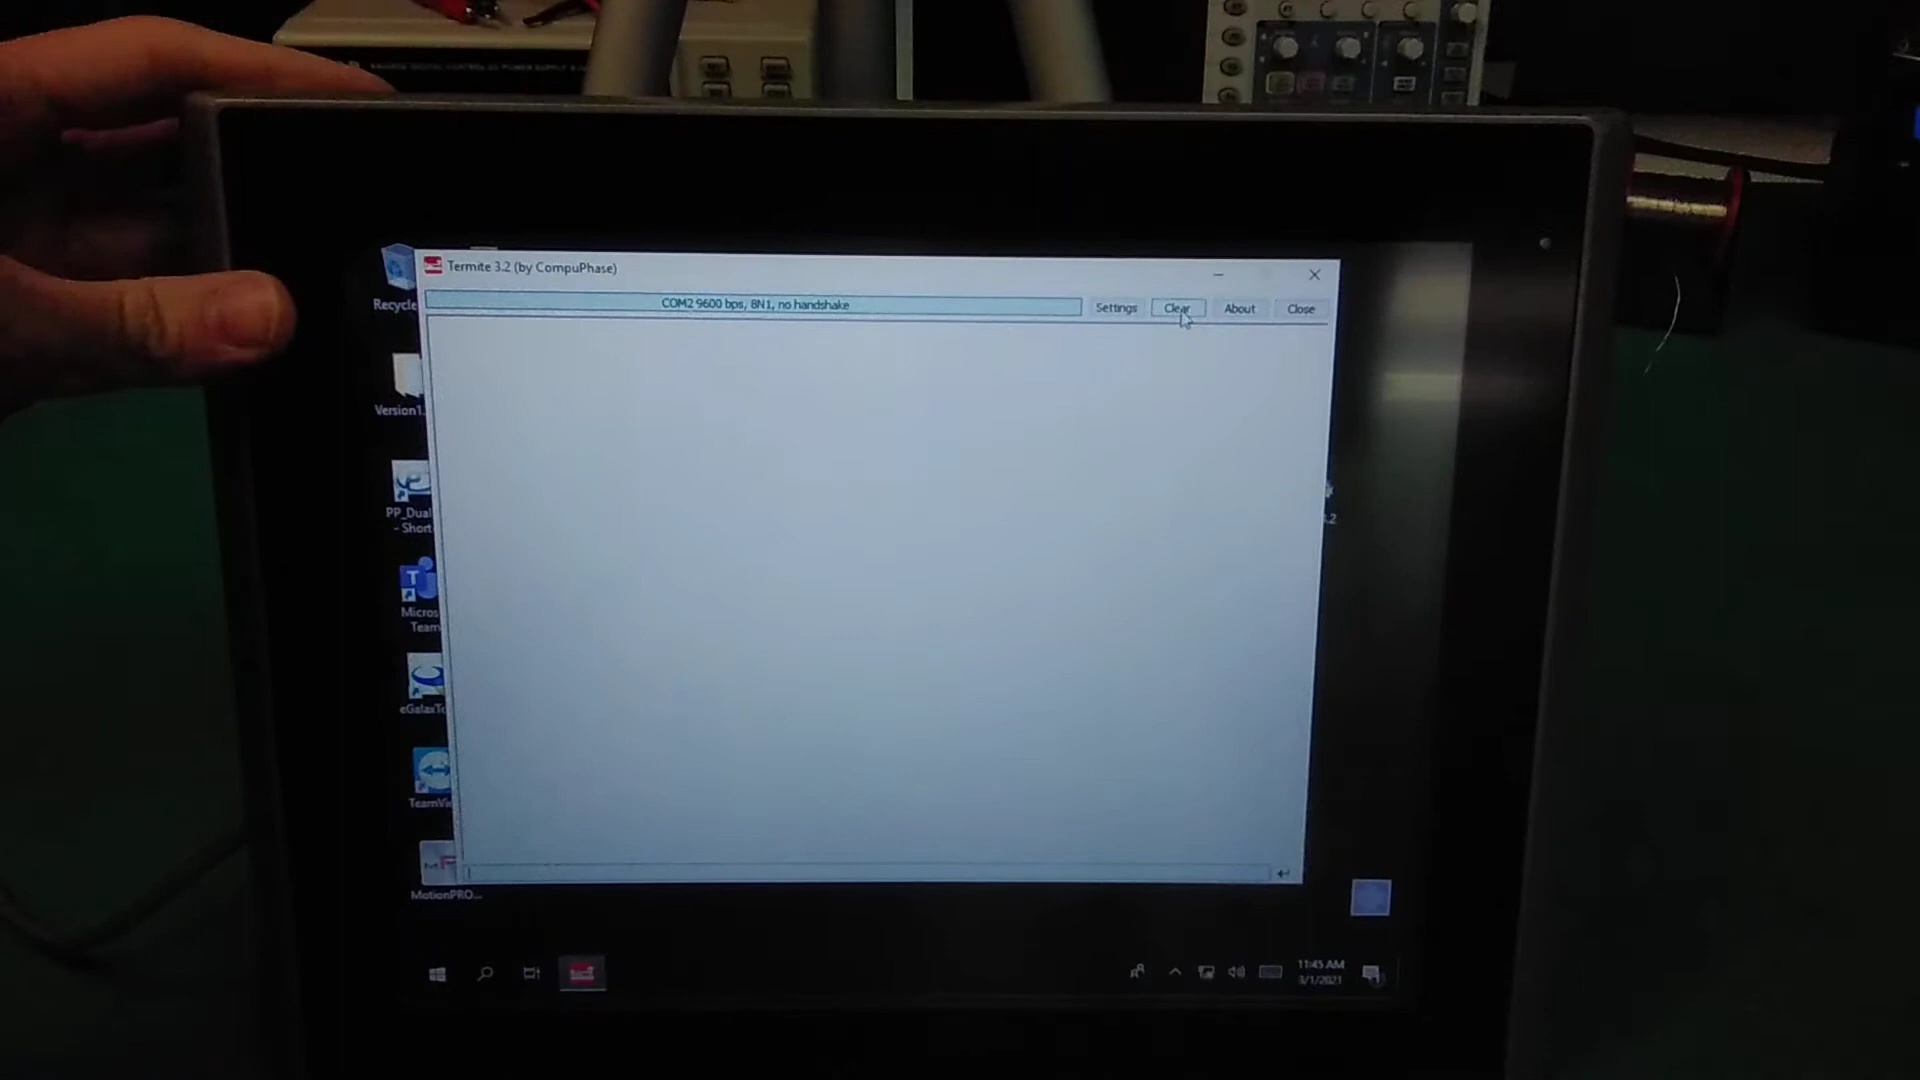 Termite 3.2 (by CompuPhase)
COM2 9600 bps, 8N1, no handshake
Settings
Clear
About
Close
Recycle
Version1.
PP_Dual
- Short
Micros
Team
eGalaxTo
TeamVi
MotionPRO...
11:45 AM
3/1/2021